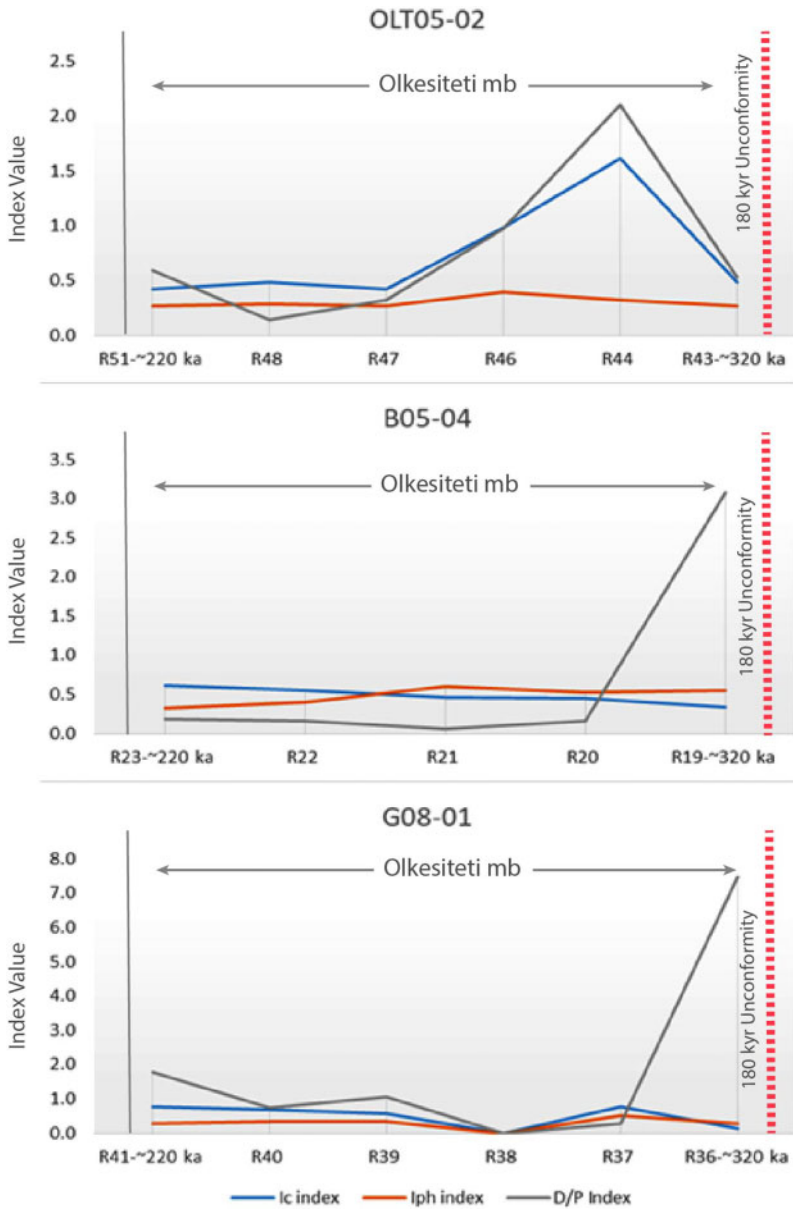 OLT05-02
Index Value
2.5
2.0
1.5
1.0
0.5
0.0
Olkesiteti mb
180 kyr Unconformity
R51-~220 ka R48 R47 R46 R44 R43-~320 ka
B05-04
3.5
3.0
2.5
2.0
1.5
1.0
0.5
0.0
Olkesiteti mb
180 kyr Unconformity
R23-~220 ka R22 R21 R20 R19-~320 ka
G08-01
Index Value
8.0
7.0
6.0
5.0
4.0
3.0
2.0
1.0
0.0
Olkesiteti mb
180 kyr Unconformity
R41-~220 ka R40 R39 R38 R37 R36-~320 ka
Ic index Iph index D/P Index